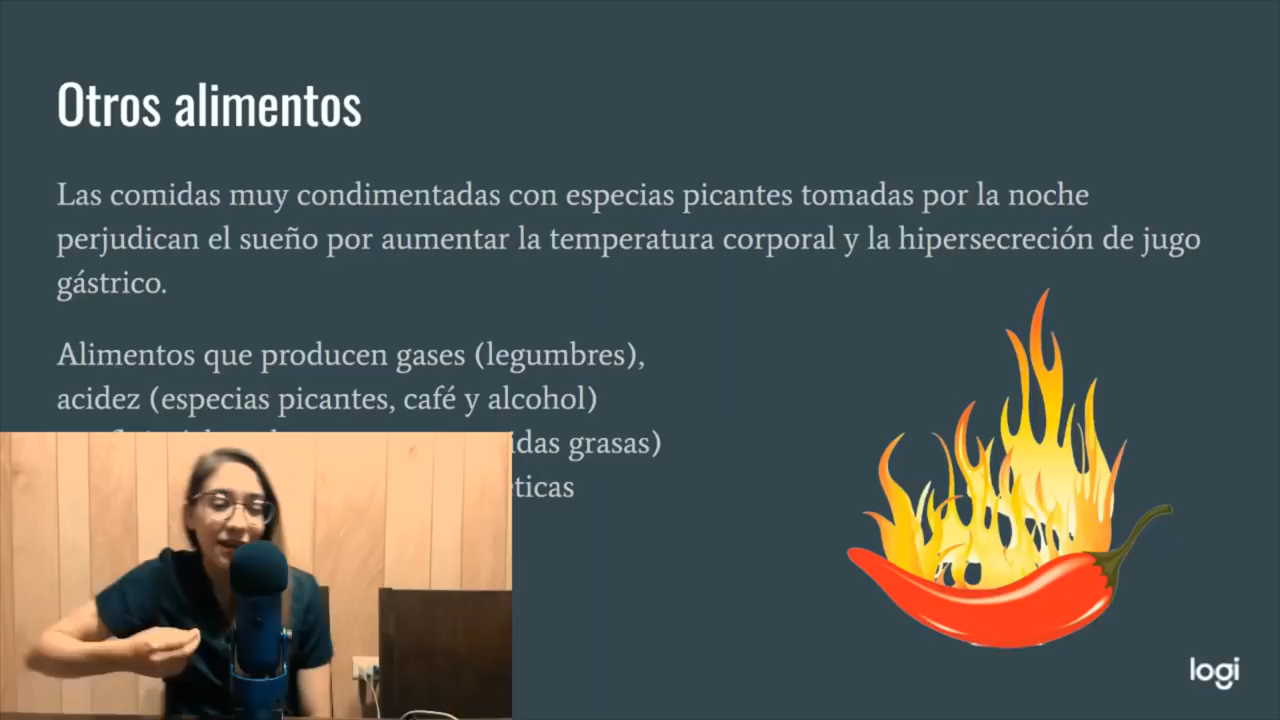 Otros alimentos
Las comidas muy condimentadas con especias picantes tomadas por la noche
perjudican el sueño por aumentar la temperatura corporal y la hipersecreción de jugo
gástrico.
Alimentos que producen gases (legumbres),
acidez (especias picantes, café y alcohol)
grasas)
logi